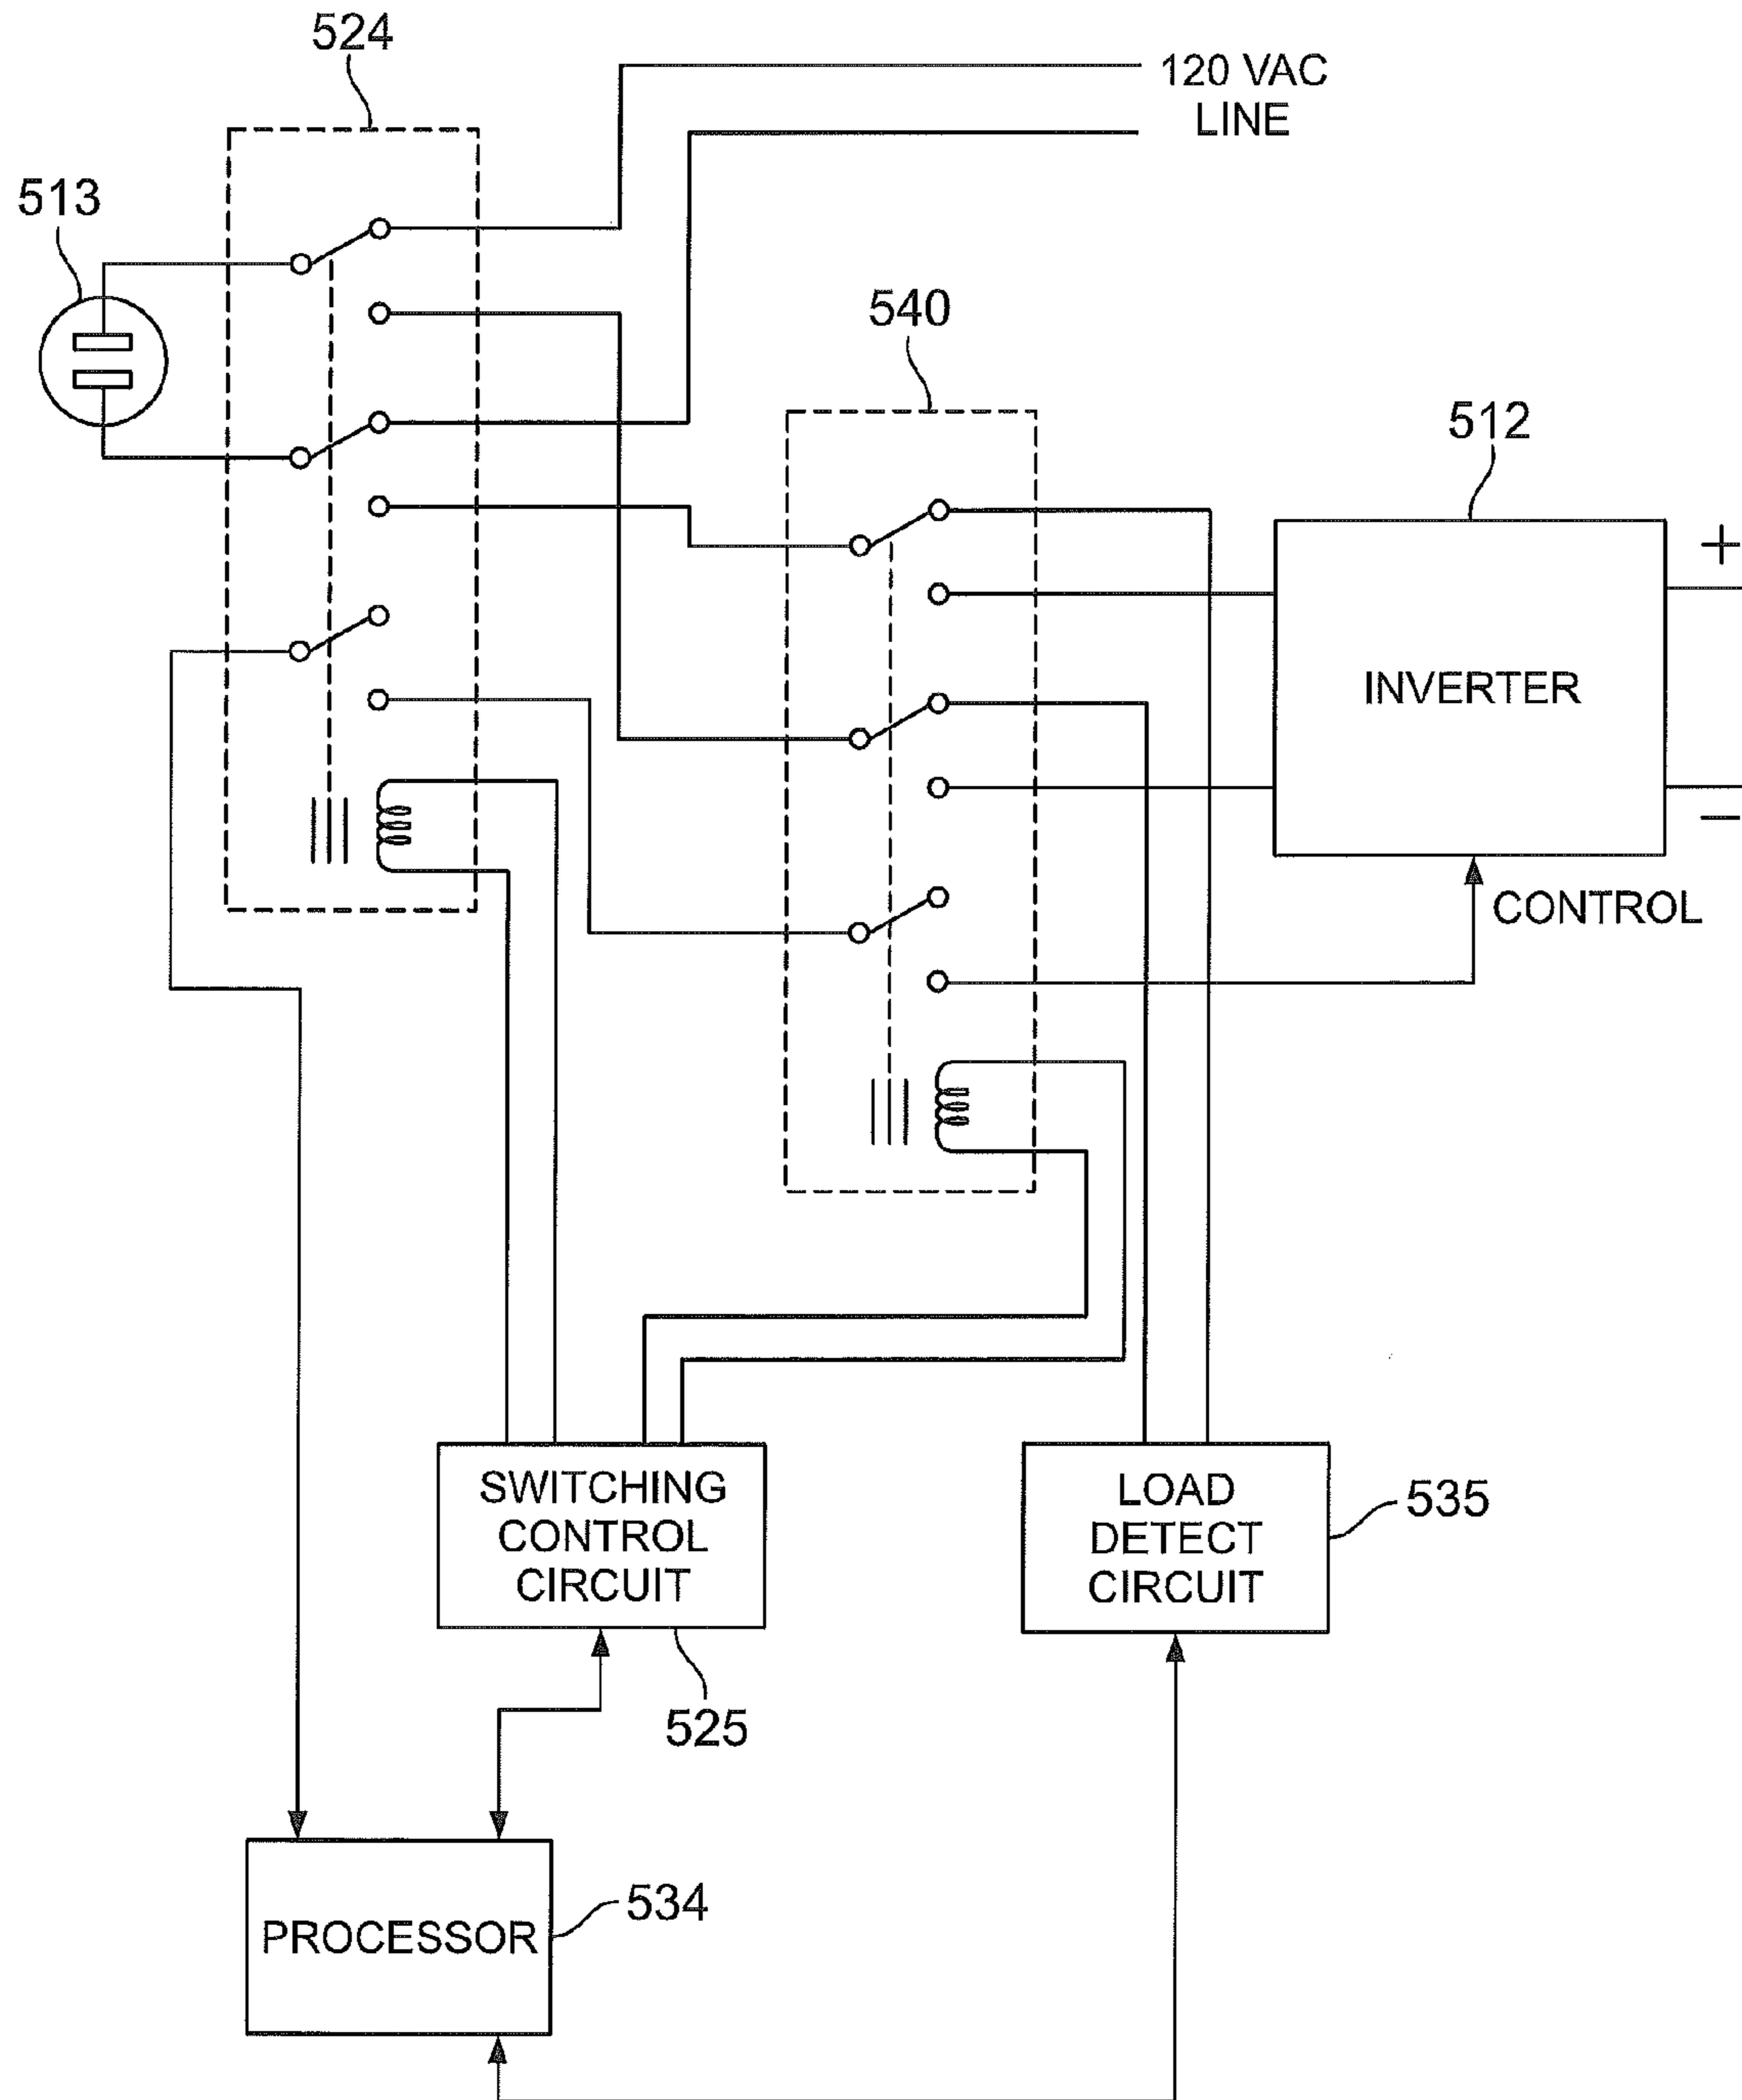 524
120 VAC
LINE
513
540
512
+
INVERTER
−
CONTROL
SWITCHING
CONTROL
CIRCUIT
LOAD
DETECT
CIRCUIT
535
525
534
PROCESSOR